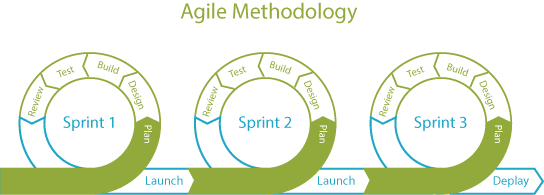 Agile Methodology
Sprint 1
Plan
Design
Build
Test
Review
Launch
Sprint 2
Plan
Design
Build
Test
Review
Launch
Sprint 3
Plan
Design
Build
Test
Review
Deplay